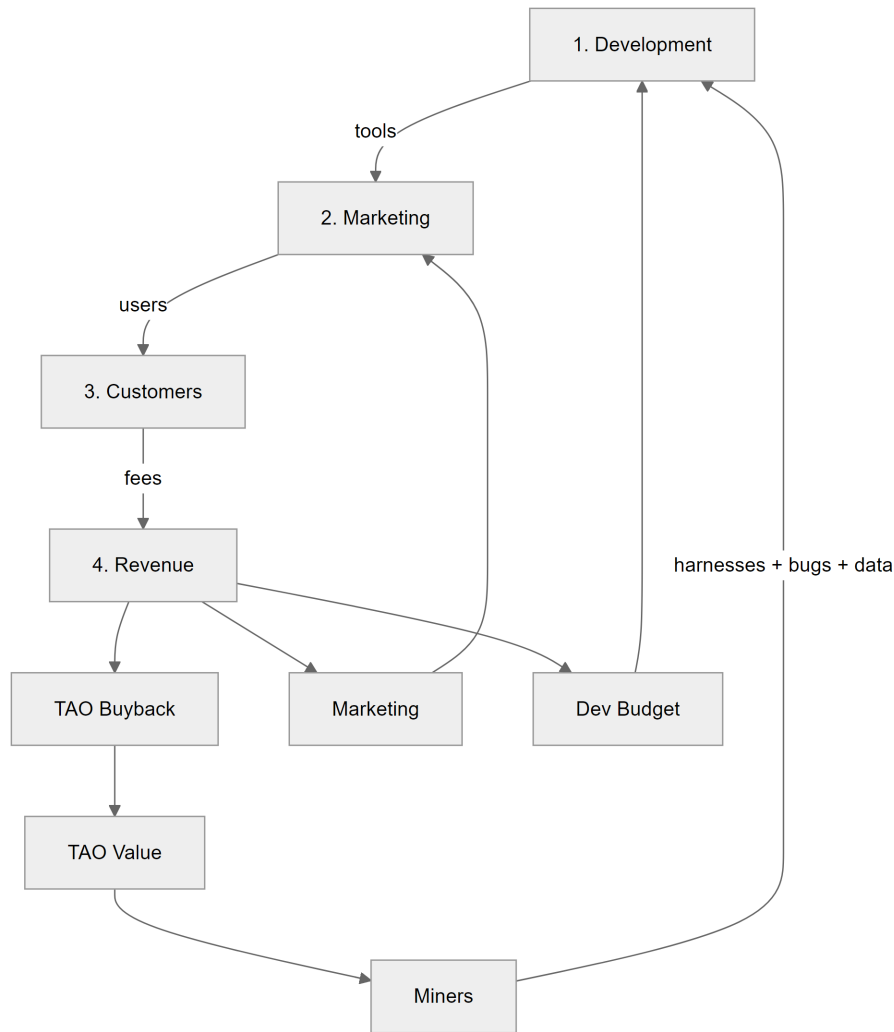 1. Development
tools
2. Marketing
users
3. Customers
fees
4. Revenue
harnesses + bugs + data
TAO Buyback
Marketing
Dev Budget
TAO Value
Miners